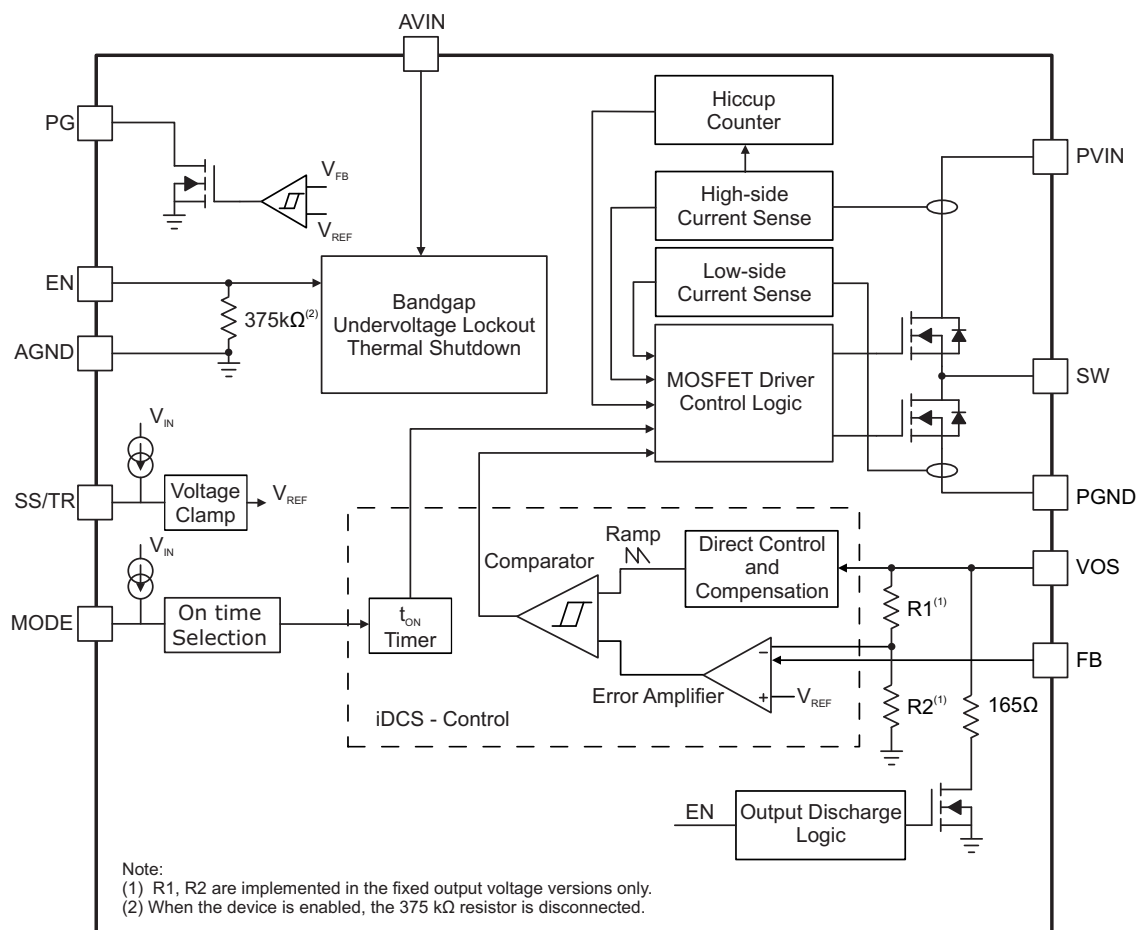 AVIN
PG
V_FB
V_REF
Hiccup
Counter
PVIN
High-side
Current Sense
Low-side
Current Sense
EN
375kΩ(2)
AGND
Bandgap
Undervoltage Lockout
Thermal Shutdown
MOSFET Driver
Control Logic
SW
V_IN
SS/TR
Voltage
Clamp
V_REF
PGND
V_IN
MODE
On time
Selection
t_ON
Timer
Comparator
Ramp
Direct Control
and
Compensation
VOS
R1(1)
FB
−
+
V_REF
Error Amplifier
R2(1)
165Ω
iDCS - Control
EN
Output Discharge
Logic
Note:
(1) R1, R2 are implemented in the fixed output voltage versions only.
(2) When the device is enabled, the 375 kΩ resistor is disconnected.